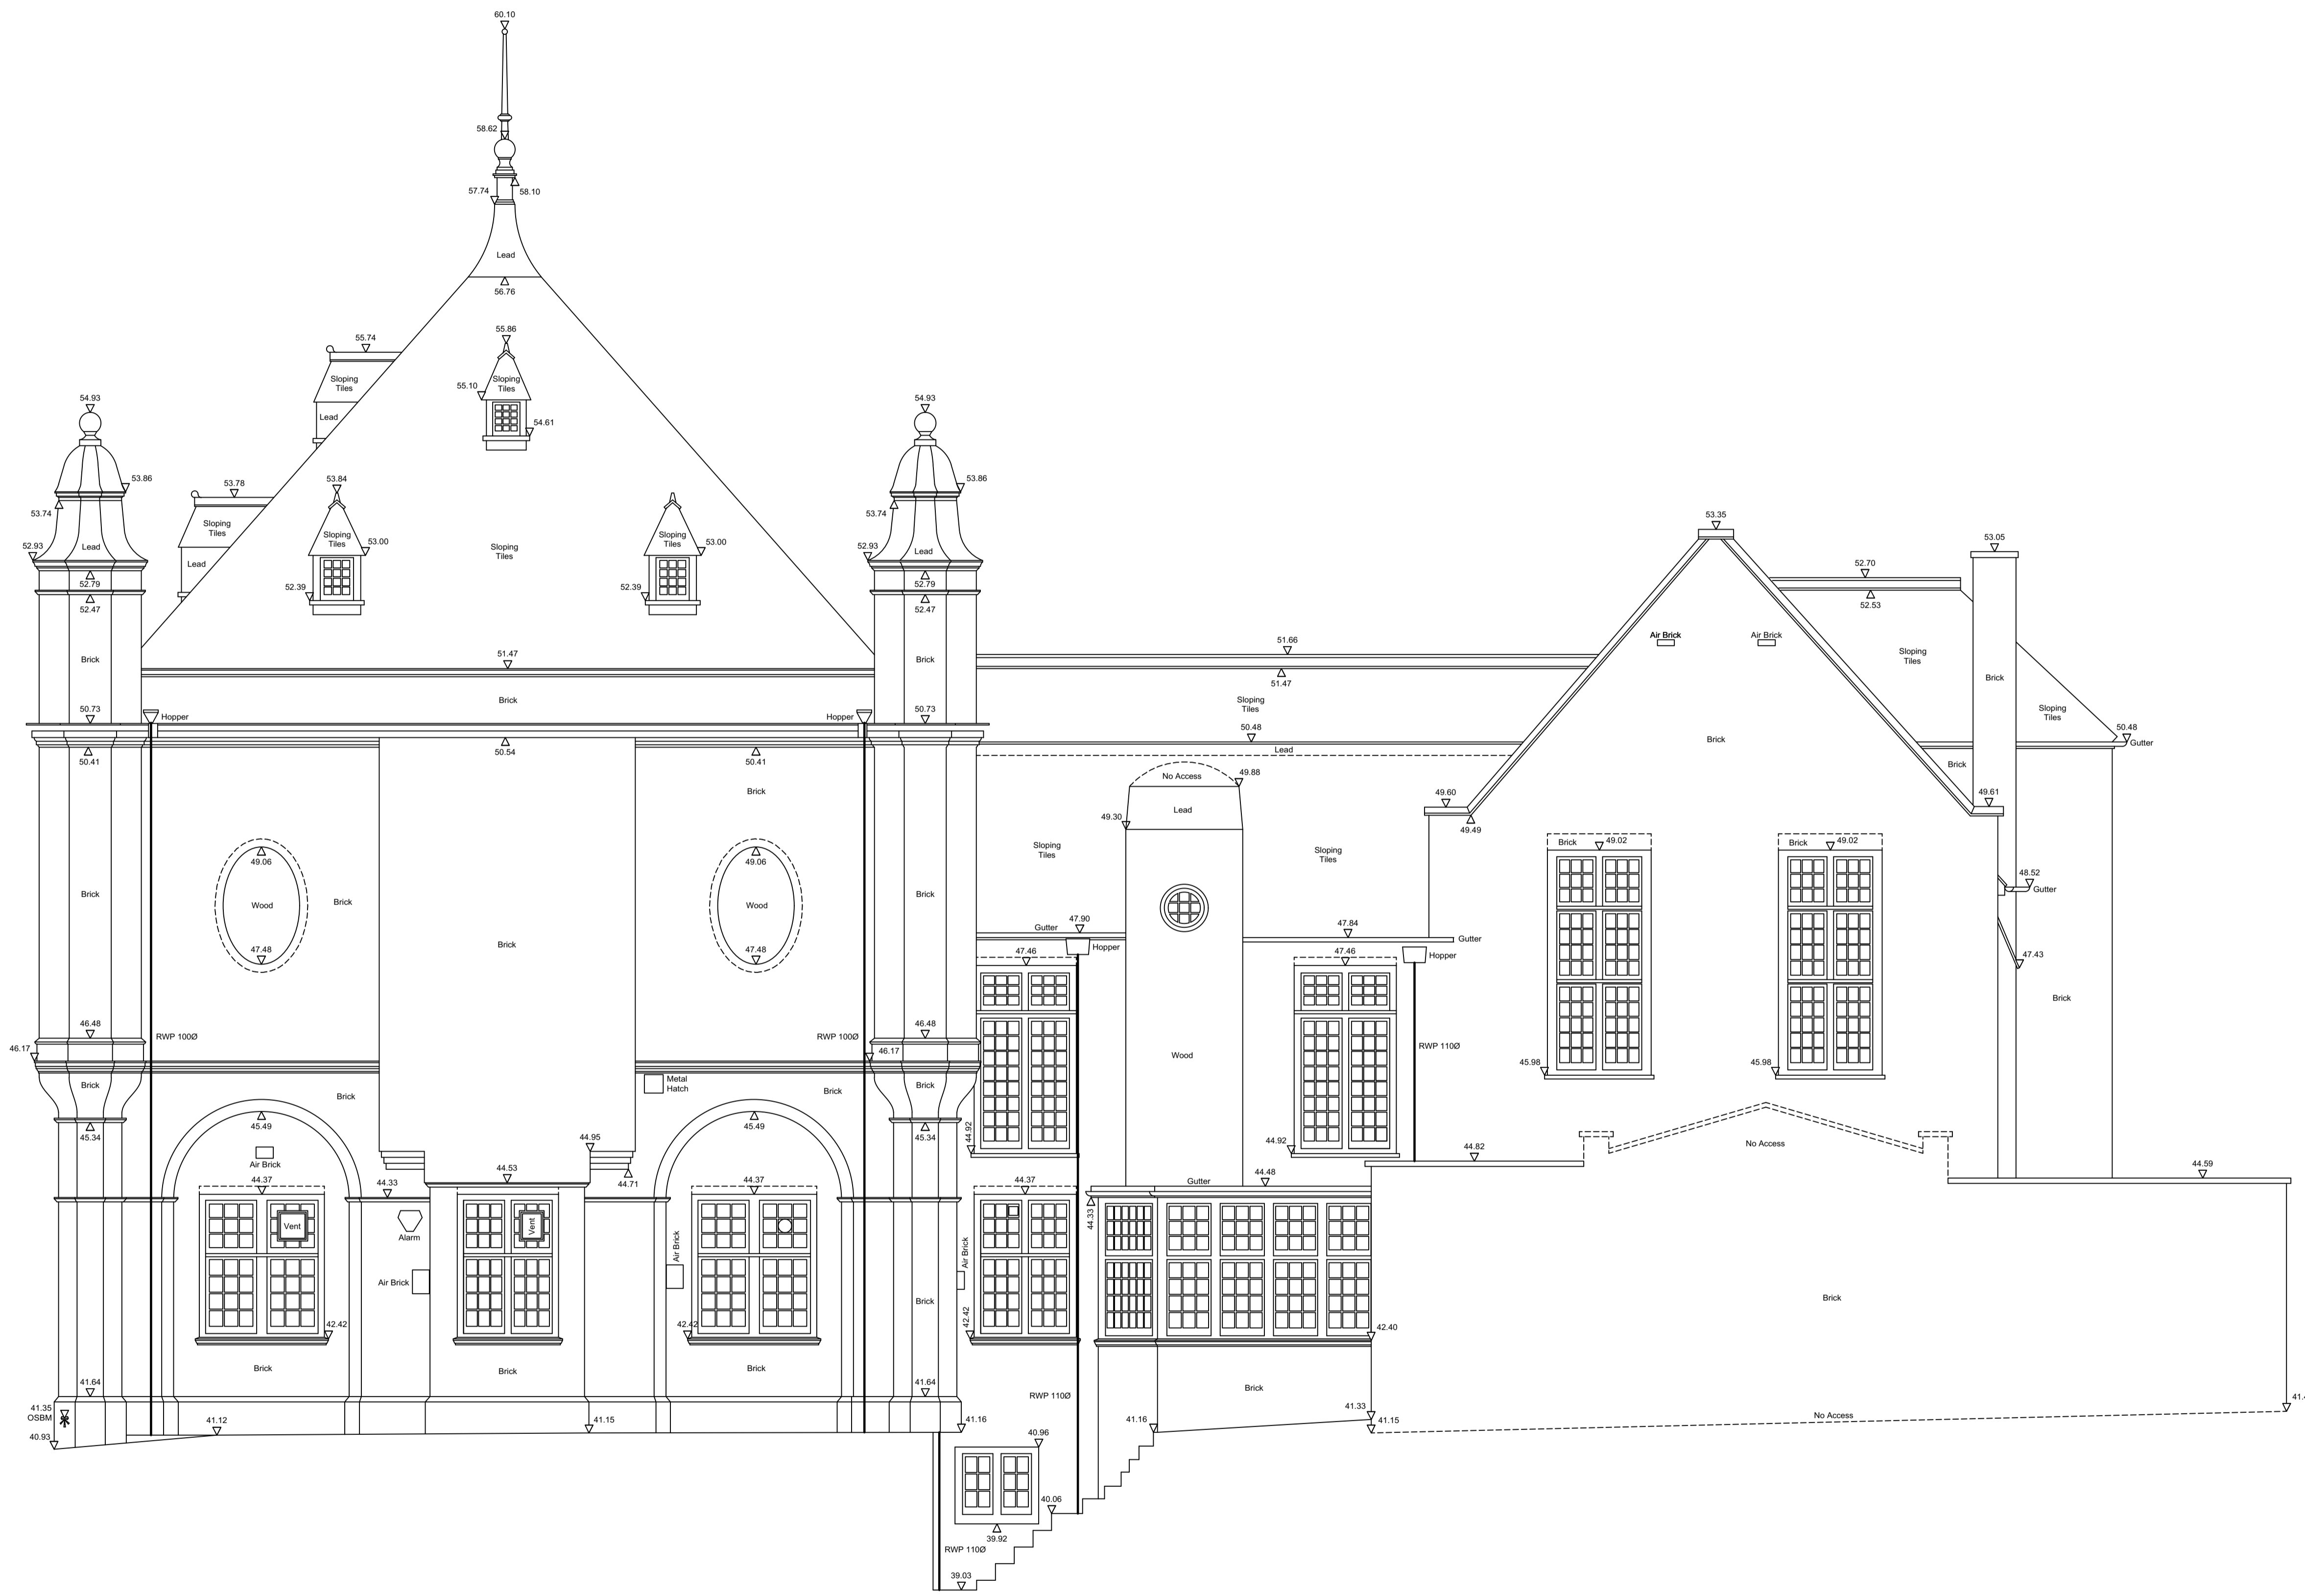 60.10
58.62
57.74
58.10
Lead
56.76
55.74
55.86
Sloping
Tiles
Sloping
Tiles
55.10
54.93
54.93
Lead
54.61
53.86
53.78
53.84
53.86
53.74
53.74
Sloping
Tiles
53.35
Sloping
Tiles
Sloping
Tiles
53.00
53.00
52.93
Lead
Sloping
Tiles
52.93
Lead
53.05
Lead
52.79
52.39
52.39
52.79
52.70
52.47
52.47
52.53
Air Brick
Air Brick
51.66
Brick
51.47
Brick
51.47
Sloping
Tiles
Brick
Brick
Sloping
Tiles
50.73
Hopper
Hopper
50.73
Sloping
Tiles
50.48
50.48
Gutter
50.41
50.54
50.41
Lead
Brick
Brick
No Access
49.88
Brick
49.60
49.61
Lead
49.30
49.49
Sloping
Tiles
Sloping
Tiles
Brick
49.02
Brick
49.02
49.06
49.06
48.52
Gutter
Brick
Wood
Brick
Wood
Brick
Gutter
47.90
47.84
Gutter
Hopper
Hopper
Brick
47.48
47.48
47.46
47.46
47.43
Brick
46.48
RWP 100Ø
RWP 100Ø
46.48
RWP 110Ø
46.17
46.17
Wood
45.98
45.98
Brick
Metal
Hatch
Brick
Brick
Brick
45.49
45.49
45.34
45.34
44.95
44.92
44.92
No Access
Air Brick
44.82
44.71
44.53
44.59
44.37
44.33
44.37
44.37
Gutter
44.48
44.33
Vent
Vent
Alarm
Air Brick
Air Brick
Air Brick
Brick
Brick
42.42
42.42
42.42
42.40
Brick
Brick
Brick
Brick
41.64
41.64
RWP 110Ø
41.35
OSBM
41.12
41.15
41.16
41.16
41.33
41.15
No Access
40.93
40.96
40.06
39.92
RWP 110Ø
39.03